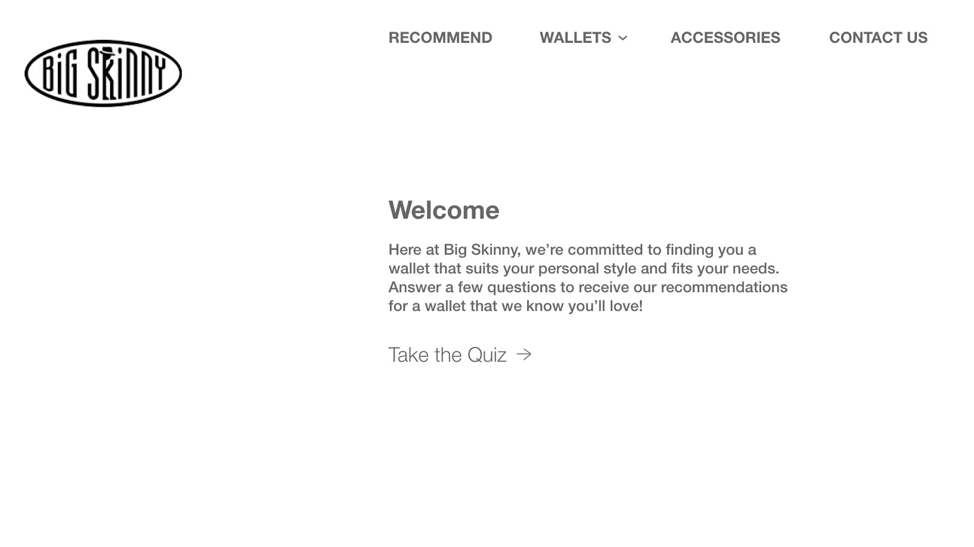 BiG SKiNNY
RECOMMEND
WALLETS
ACCESSORIES
CONTACT US
Welcome
Here at Big Skinny, we’re committed to finding you a
wallet that suits your personal style and fits your needs.
Answer a few questions to receive our recommendations
for a wallet that we know you’ll love!
Take the Quiz →